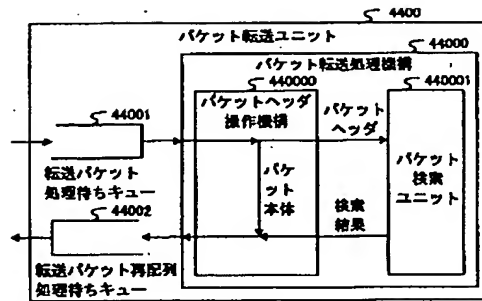 4400
パケット転送ユニット
44000
パケット転送処理機構
440000
440001
44001
パケットヘッダ
操作機構
パケット
ヘッダ
転送パケット
処理待ちキュー
パケット
本体
パケット
検索
ユニット
44002
検索
結果
転送パケット再配列
処理待ちキュー